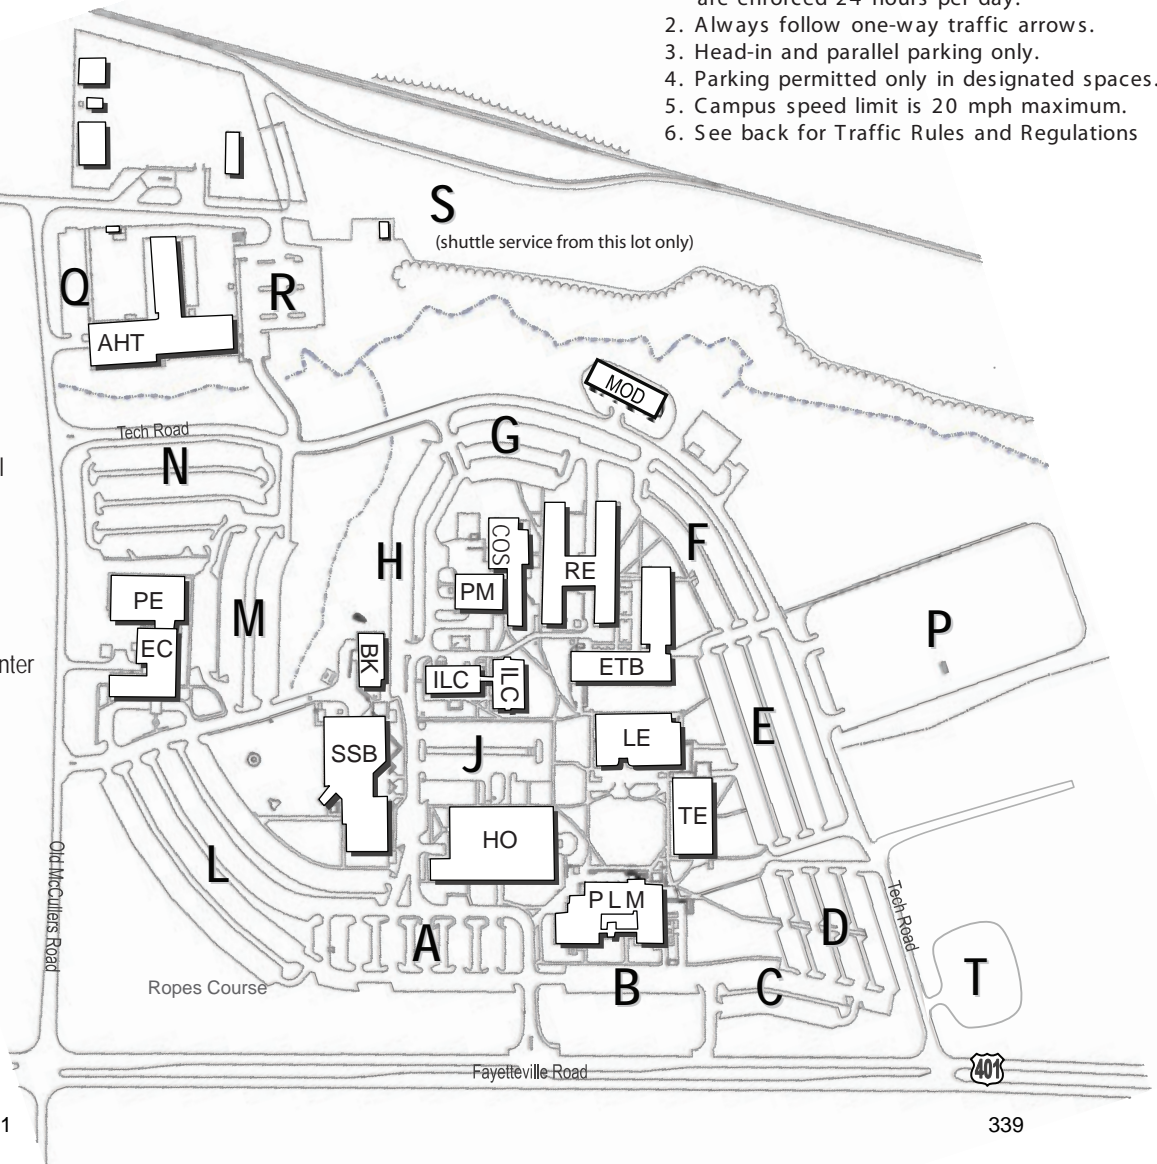 are enforced 24 hours per day.
2. Always follow one-way traffic arrows.
3. Head-in and parallel parking only.
4. Parking permitted only in designated spaces.
5. Campus speed limit is 20 mph maximum.
6. See back for Traffic Rules and Regulations
S
(shuttle service from this lot only)
Q
R
AHT
MOD
Tech Road
G
N
l
COS
F
H
RE
PM
PE
M
P
EC
BK
nter
ETB
ILC
ILC
E
LE
SSB
J
TE
HO
L
Old McCullers Road
PLM
Tech Road
D
A
T
Ropes Course
B
C
Fayetteville Road
401
1
339